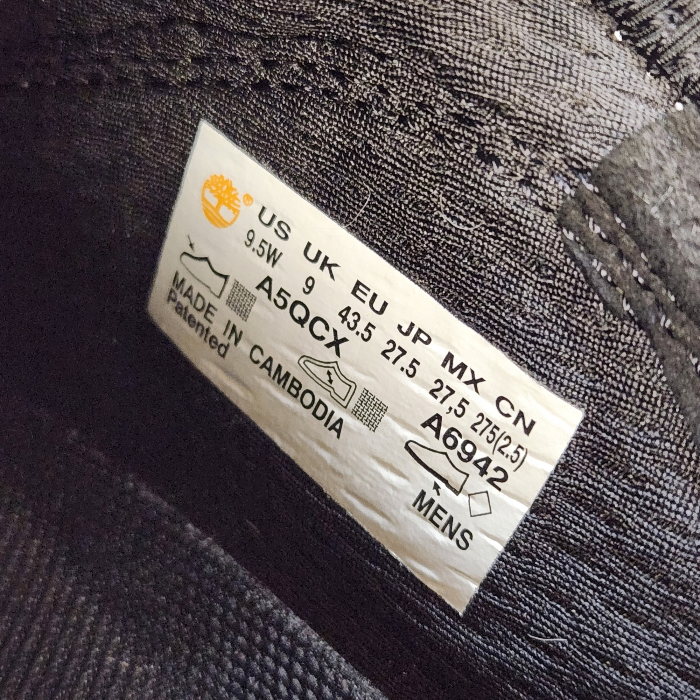 ® US UK EU JP MX CN
9.5W 9 43.5 27.5 27,5 275(2.5)
A5QCX A6942
MADE IN CAMBODIA MENS
Patented